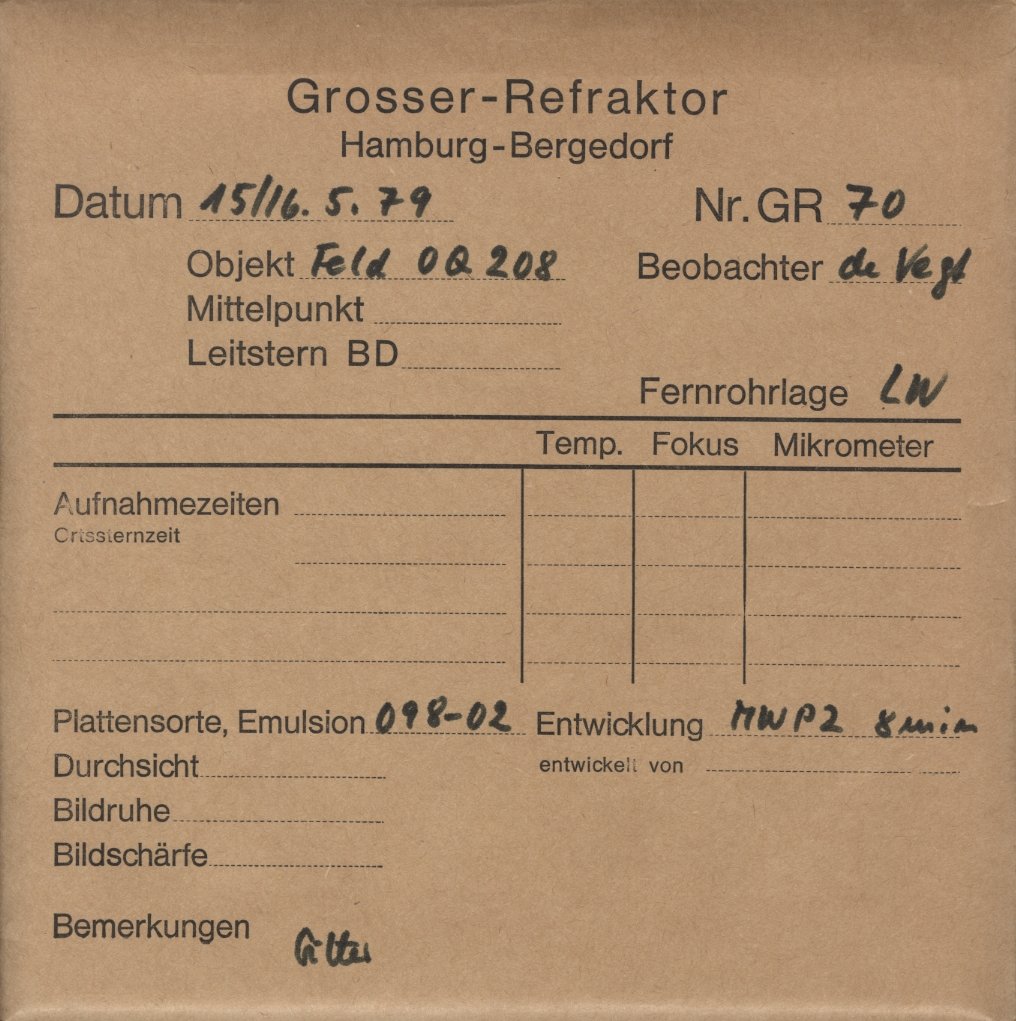 Grosser-Refraktor
Hamburg-Bergedorf
Datum 15/16. 5. 79 Nr. GR 70
Objekt Feld OQ 208 Beobachter de Vegt
Mittelpunkt
Leitstern BD
Fernrohrlage LW
Temp. Fokus Mikrometer
Aufnahmezeiten
Ortssternzeit
Plattensorte, Emulsion 098-02 Entwicklung MWP2 8 min
Durchsicht entwickelt von
Bildruhe
Bildschärfe
Bemerkungen Gitter